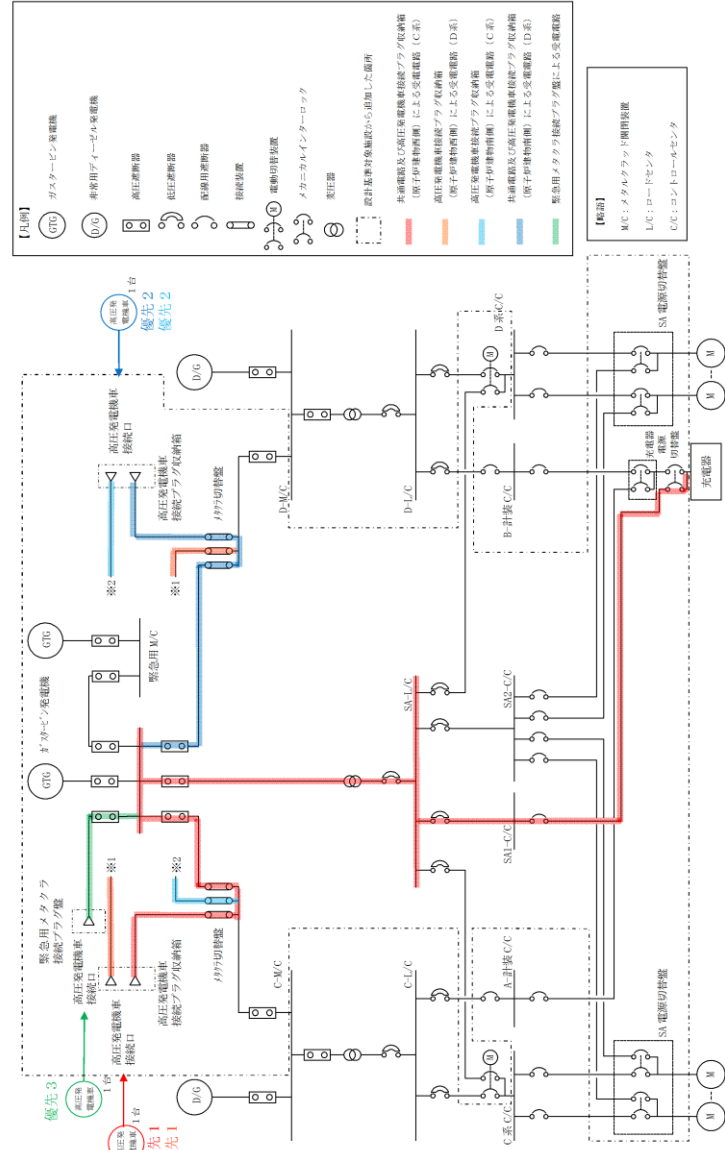 【凡例】
GTG
ガスタービン発電機
D/G
非常用ディーゼル発電機
高圧遮断器
低圧遮断器
配線用遮断器
接続装置
M
電動切替装置
メカニカルインターロック
変圧器
設計基準対象施設から追加した箇所
共通電路及び高圧発電機車接続プラグ収納箱
(原子炉建物西側)による受電電路(C系)
高圧発電機車接続プラグ収納箱
(原子炉建物西側)による受電電路(D系)
高圧発電機車接続プラグ収納箱
(原子炉建物南側)による受電電路(C系)
共通電路及び高圧発電機車接続プラグ収納箱
(原子炉建物南側)による受電電路(D系)
緊急用メタクラ接続プラグ盤による受電電路
【略語】
M/C:メタルクラッド開閉装置
L/C:ロードセンタ
C/C:コントロールセンタ
優先3
高圧発
電機車
1台
高圧発
電機車
1台
先1
先1
緊急用メタクラ
接続プラグ盤
高圧発電機車
接続口
高圧発電機車
接続口
高圧発電機車
接続プラグ収納箱
※1
※2
メタクラ切替盤
GTG
ガスタービン発電機
GTG
緊急用M/C
高圧発
電機車
1台
優先2
優先2
高圧発電機車
接続口
高圧発電機車
接続プラグ収納箱
※2
※1
メタクラ切替盤
D/G
C-M/C
D/G
D-M/C
C-L/C
SA-L/C
D-L/C
M
C系C/C
A-計装C/C
SA1-C/C
SA2-C/C
B-計装C/C
M
D系C/C
SA電源切替盤
M
M
充電器
電源
切替盤
充電器
SA電源切替盤
M
M